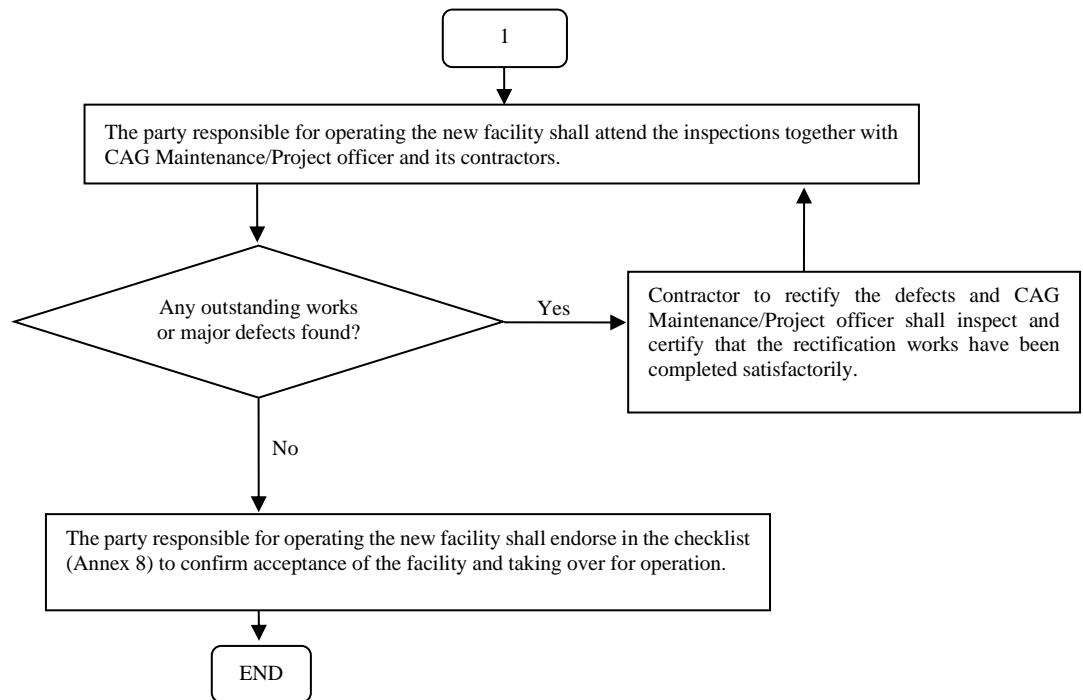 1
The party responsible for operating the new facility shall attend the inspections together with
CAG Maintenance/Project officer and its contractors.
Any outstanding works
or major defects found?
Yes
Contractor to rectify the defects and CAG
Maintenance/Project officer shall inspect and
certify that the rectification works have been
completed satisfactorily.
No
The party responsible for operating the new facility shall endorse in the checklist
(Annex 8) to confirm acceptance of the facility and taking over for operation.
END